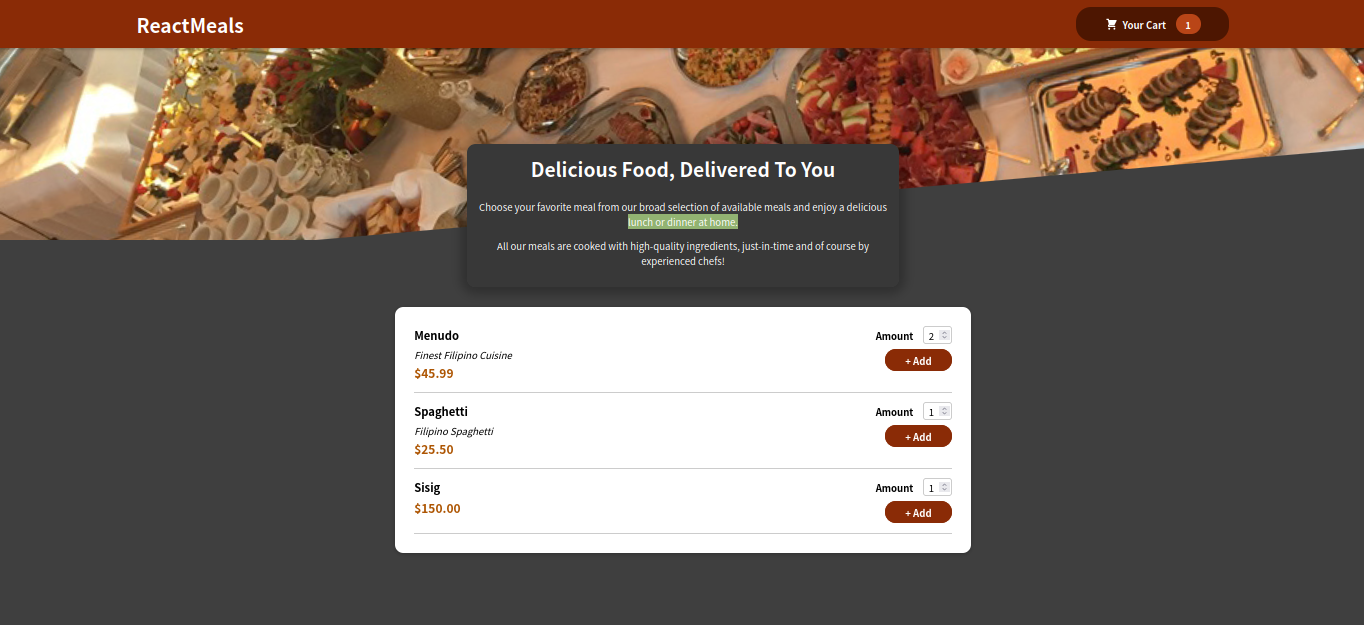 ReactMeals
Your Cart 1
Delicious Food, Delivered To You
Choose your favorite meal from our broad selection of available meals and enjoy a delicious
lunch or dinner at home.
All our meals are cooked with high-quality ingredients, just-in-time and of course by
experienced chefs!
Menudo
Finest Filipino Cuisine
$45.99
Amount 2
+ Add
Spaghetti
Filipino Spaghetti
$25.50
Amount 1
+ Add
Sisig
$150.00
Amount 1
+ Add